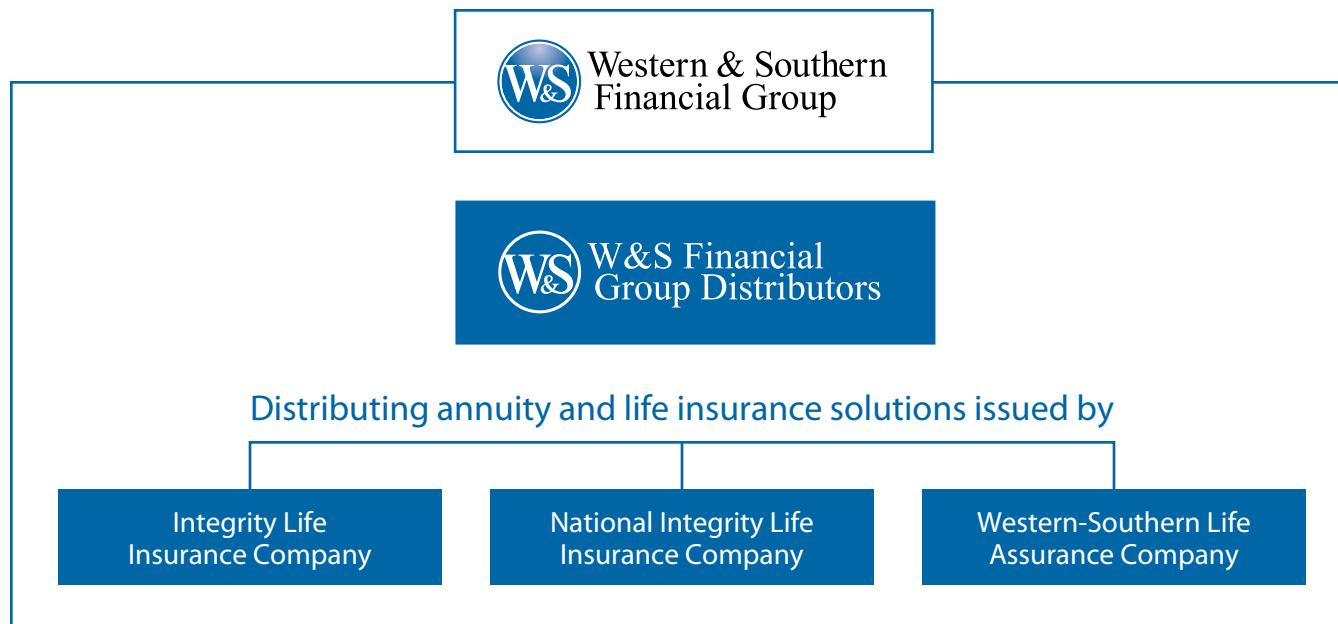 W&S
Western & Southern
Financial Group
W&S
W&S Financial
Group Distributors
Distributing annuity and life insurance solutions issued by
Integrity Life
Insurance Company
National Integrity Life
Insurance Company
Western-Southern Life
Assurance Company